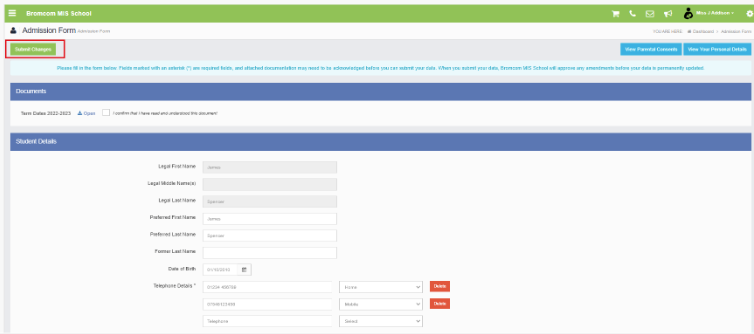 Bromcom MIS School
Miss J Addison
Admission Form Admission Form
YOU ARE HERE: Dashboard / Admission Form
Submit Changes
View Parental Consents
View Your Personal Details
Please fill in the form below. Fields marked with an asterisk (*) are required fields, and attached documentation may need to be acknowledged before you can submit your data. When you submit your data, Bromcom MIS School will approve any amendments before your data is permanently updated.
Documents
Term Dates 2022-2023 Open I confirm that I have read and understood this document
Student Details
Legal First Name James
Legal Middle Name(s)
Legal Last Name Spencer
Preferred First Name James
Preferred Last Name Spencer
Former Last Name
Date of Birth
Telephone Details * Home Delete
Mobile Delete
Telephone Select